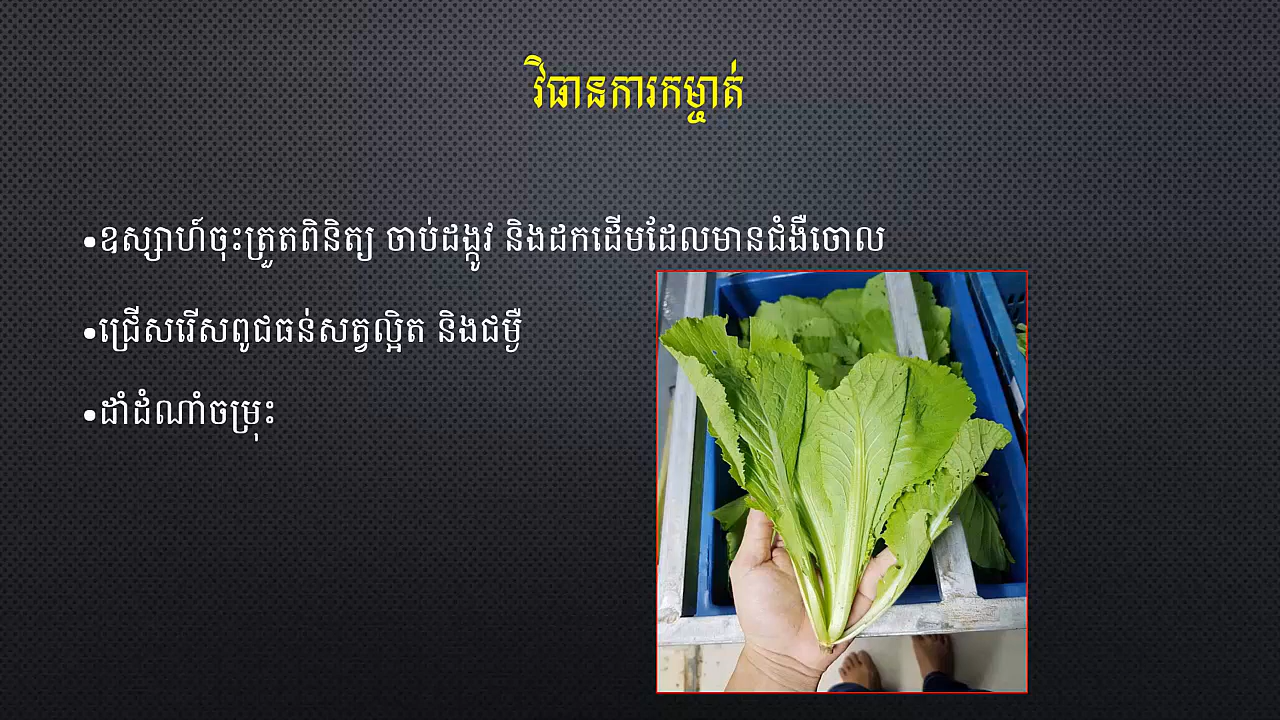 វិធានការកម្ចាត់
•ឧស្សាហ៍ចុះត្រួតពិនិត្យ ចាប់ដង្កូវ និងដកដើមដែលមានជំងឺចោល
•ជ្រើសរើសពូជធន់សត្វល្អិត និងជម្ងឺ
•ដាំដំណាំចម្រុះ